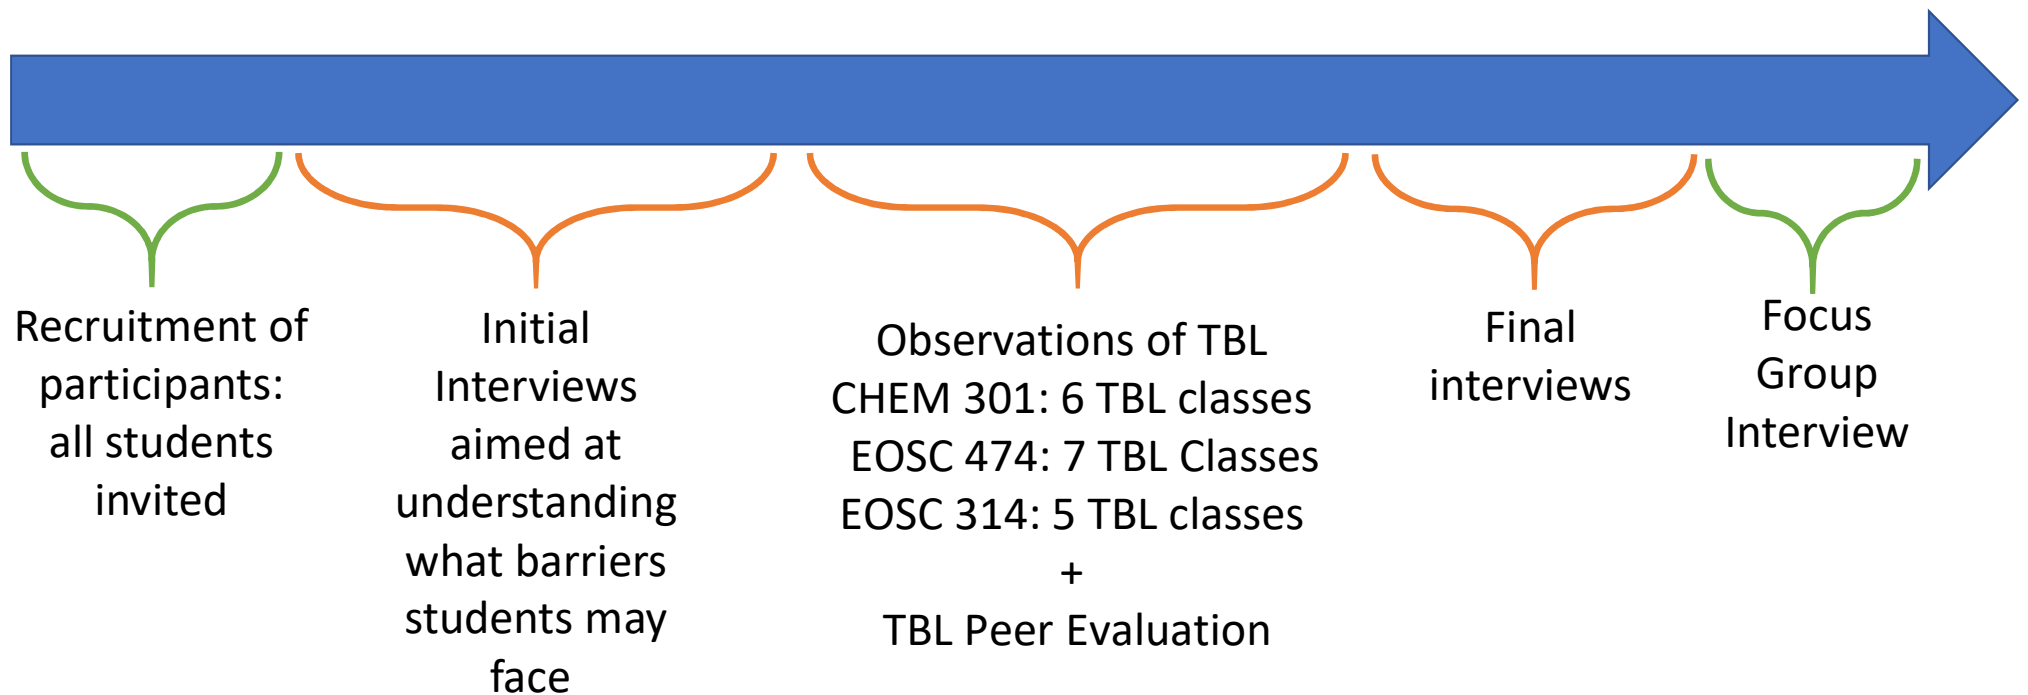 Recruitment of
participants:
all students
invited
Initial
Interviews
aimed at
understanding
what barriers
students may
face
Observations of TBL
CHEM 301: 6 TBL classes
EOSC 474: 7 TBL Classes
EOSC 314: 5 TBL classes
+
TBL Peer Evaluation
Final
interviews
Focus
Group
Interview